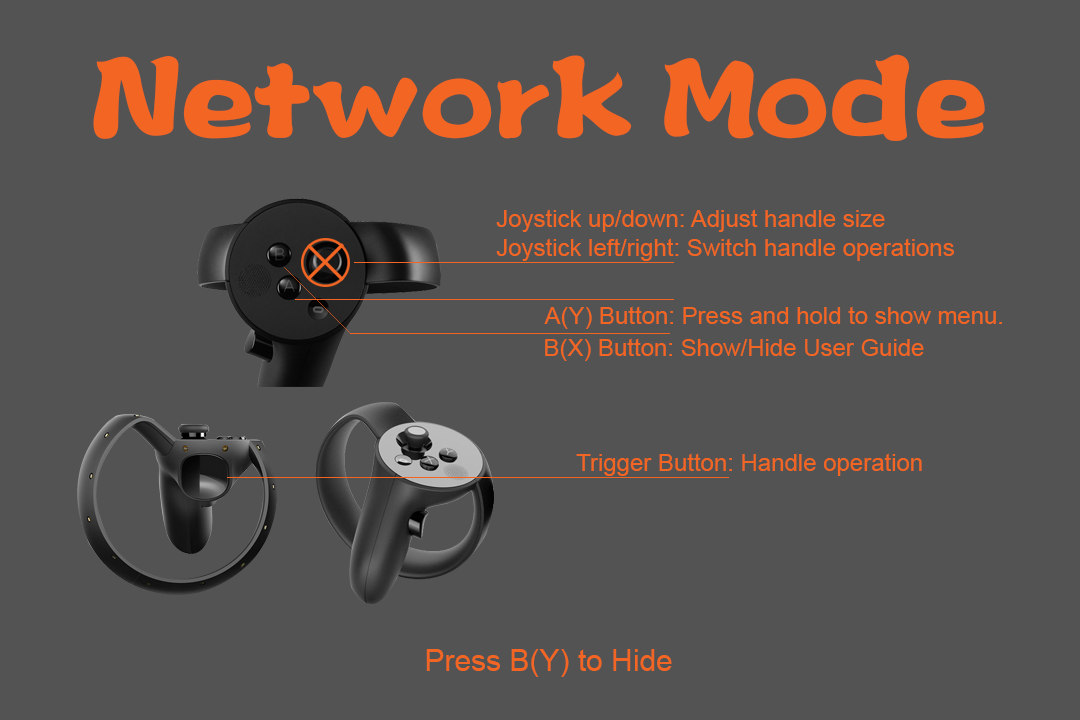 Network Mode
Joystick up/down: Adjust handle size
Joystick left/right: Switch handle operations
B
A
A(Y) Button: Press and hold to show menu.
B(X) Button: Show/Hide User Guide
Trigger Button: Handle operation
Press B(Y) to Hide